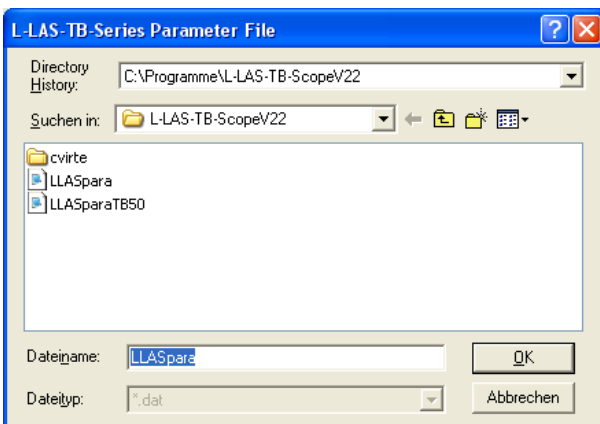 L-LAS-TB-Series Parameter File
Directory
History:
C:\Programme\L-LAS-TB-ScopeV22
Suchen in:
L-LAS-TB-ScopeV22
cvirte
LLASpara
LLASparaTB50
Dateiname:
LLASpara
OK
Dateityp:
*.dat
Abbrechen